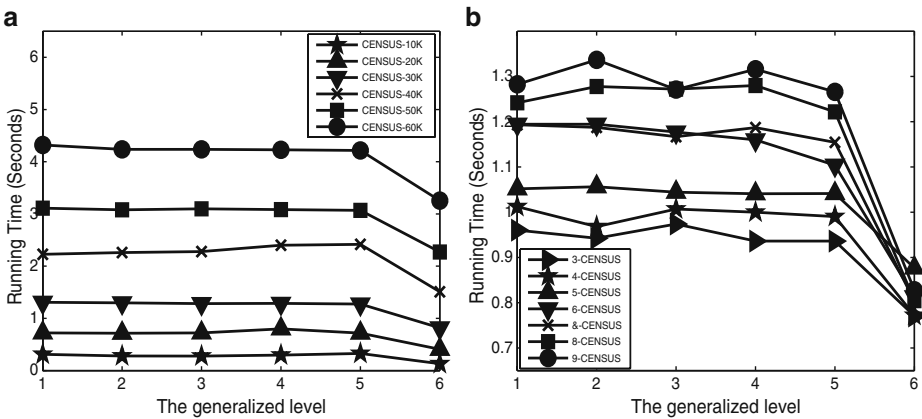 a
6
5
4
3
2
1
0
1 2 3 4 5 6
Running Time (Seconds)
The generalized level
CENSUS-10K
CENSUS-20K
CENSUS-30K
CENSUS-40K
CENSUS-50K
CENSUS-60K
b
1.3
1.2
1.1
1
0.9
0.8
0.7
1 2 3 4 5 6
Running Time (Seconds)
The generalized level
3-CENSUS
4-CENSUS
5-CENSUS
6-CENSUS
&-CENSUS
8-CENSUS
9-CENSUS